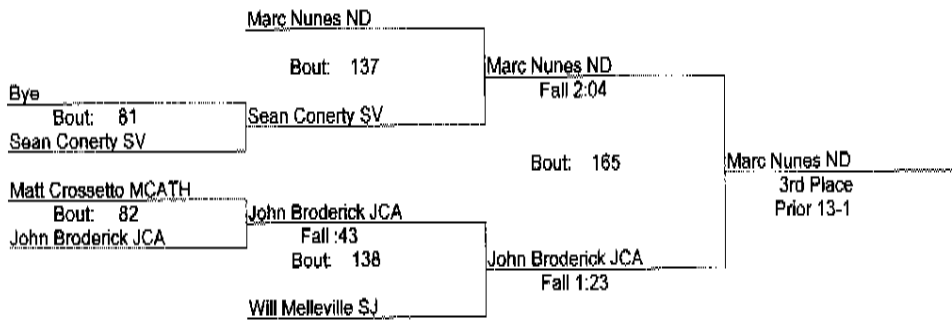 Marc Nunes ND
Bout: 137
Marc Nunes ND
Fall 2:04
Bye
Bout: 81
Sean Conerty SV
Sean Conerty SV
Bout: 165
Marc Nunes ND
3rd Place
Prior 13-1
Matt Crossetto MCATH
Bout: 82
John Broderick JCA
John Broderick JCA
Fall :43
Bout: 138
John Broderick JCA
Fall 1:23
Will Melleville SJ